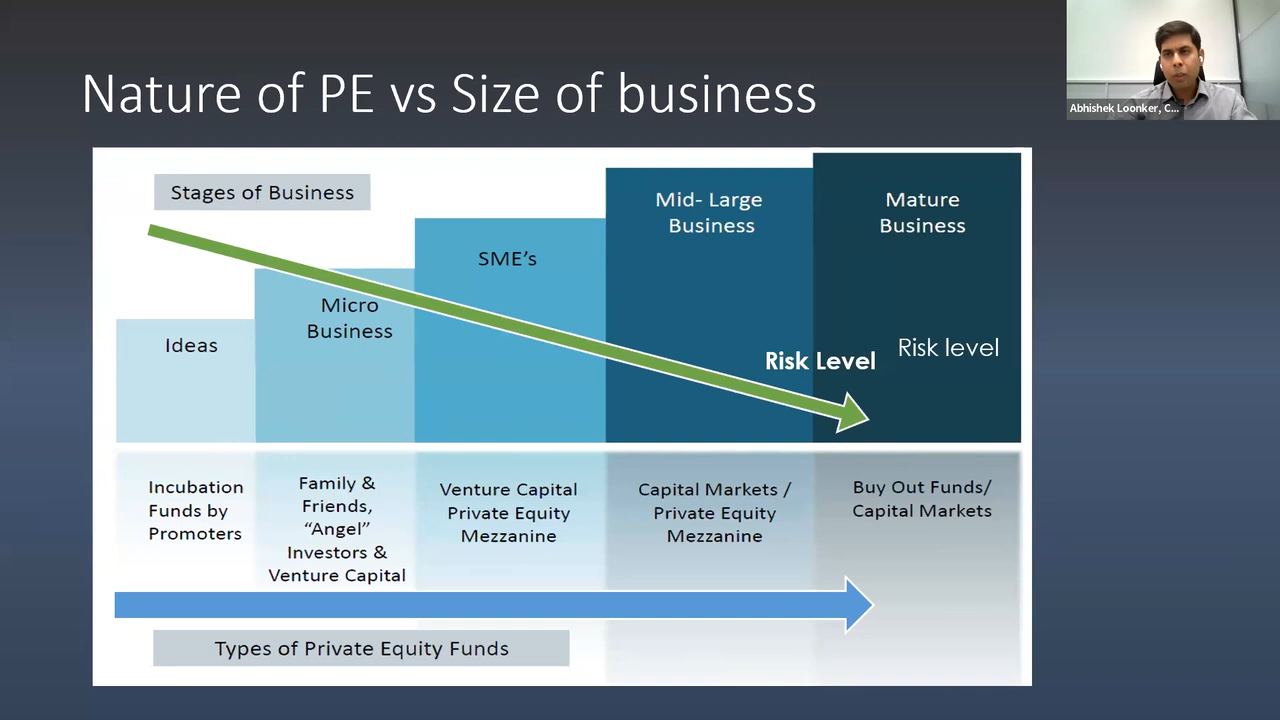 Nature of PE vs Size of business
Abhishek Loonker, C...
Stages of Business
Ideas
Micro
Business
SME's
Mid- Large
Business
Mature
Business
Risk Level
Risk level
Incubation
Funds by
Promoters
Family &
Friends,
“Angel”
Investors &
Venture Capital
Venture Capital
Private Equity
Mezzanine
Capital Markets /
Private Equity
Mezzanine
Buy Out Funds/
Capital Markets
Types of Private Equity Funds